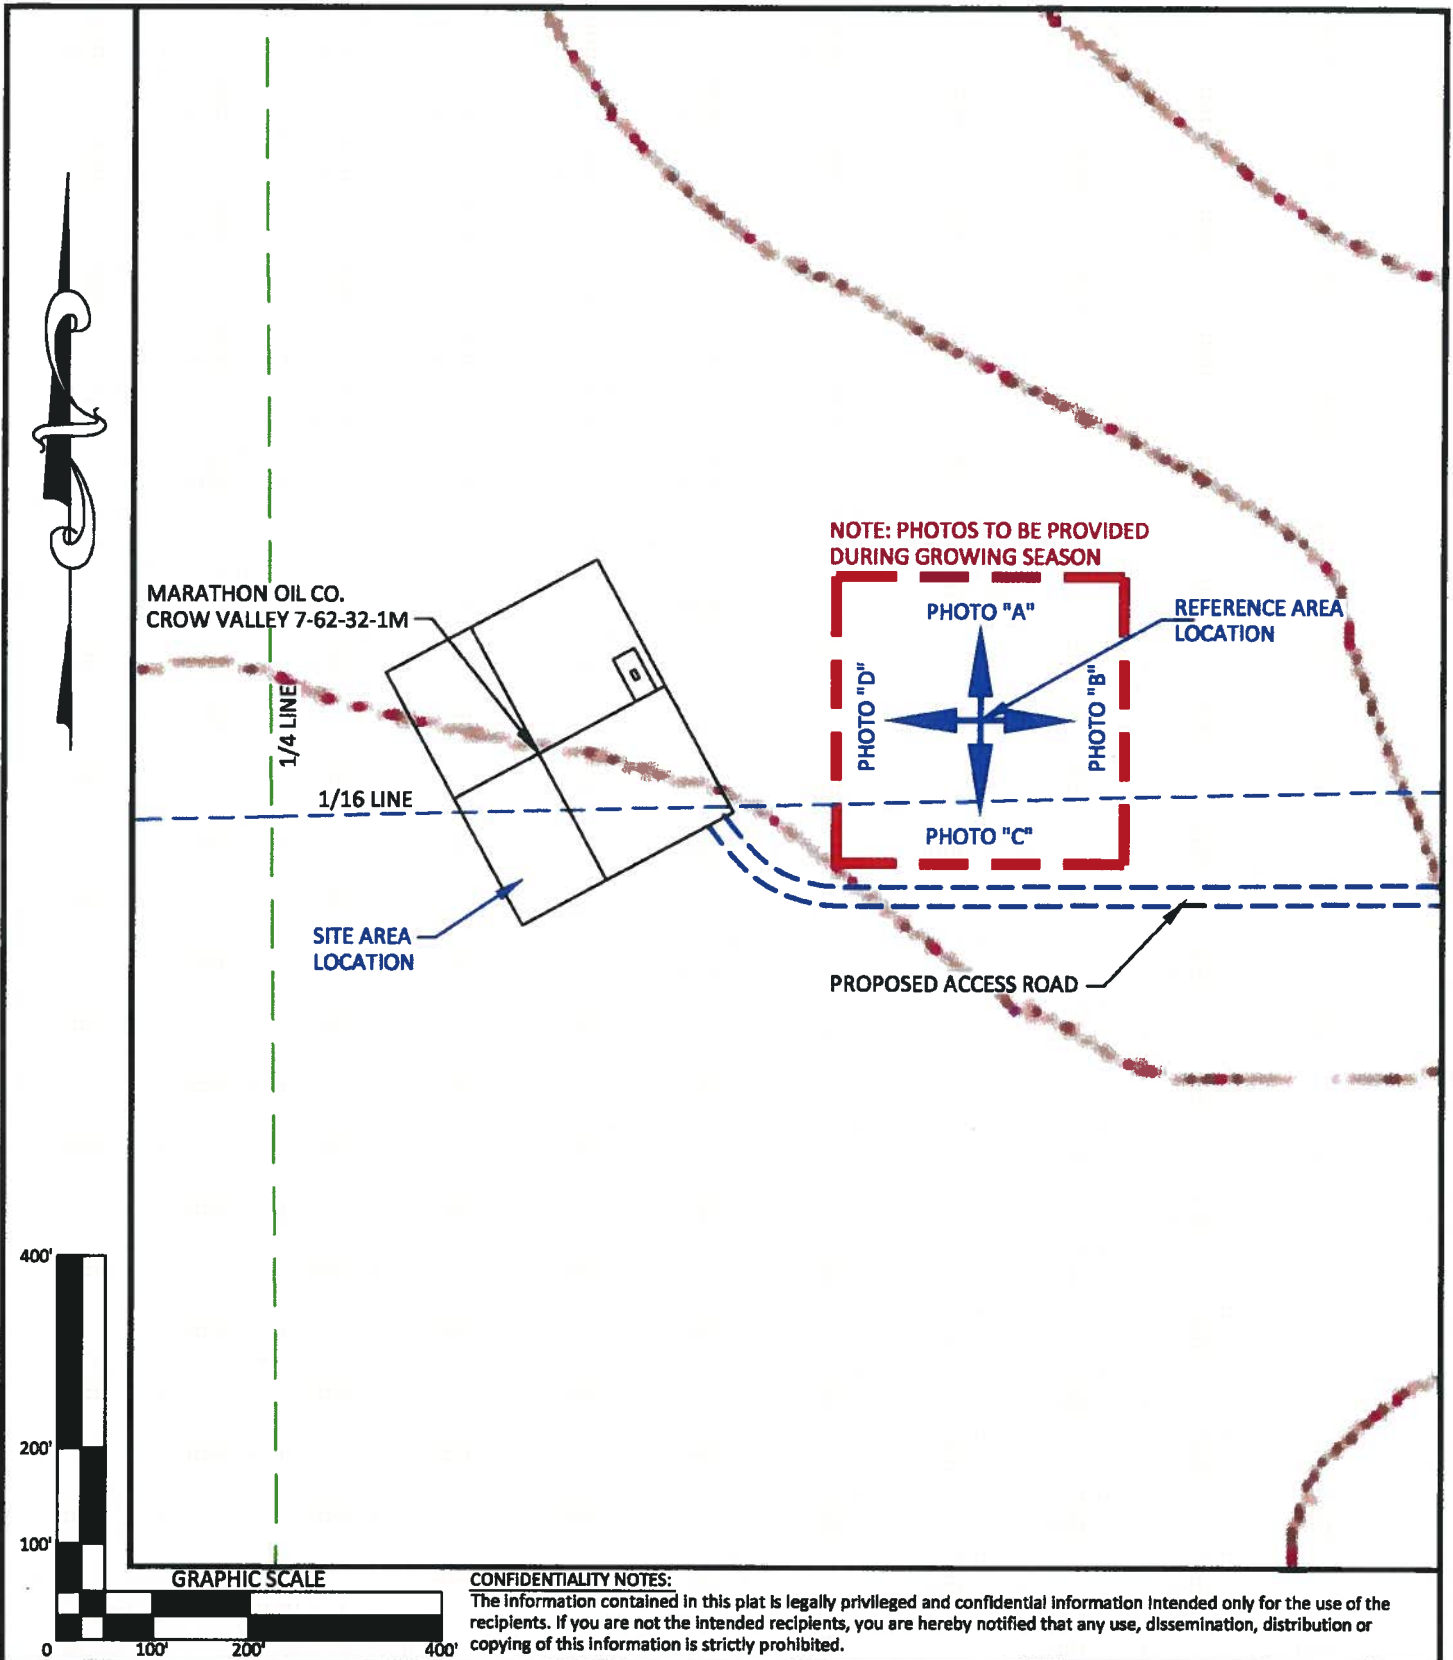 NOTE: PHOTOS TO BE PROVIDED
DURING GROWING SEASON
MARATHON OIL CO.
CROW VALLEY 7-62-32-1M
PHOTO "A"
REFERENCE AREA
LOCATION
PHOTO "D"
PHOTO "B"
1/4 LINE
1/16 LINE
PHOTO "C"
SITE AREA
LOCATION
PROPOSED ACCESS ROAD
400'
200'
100'
GRAPHIC SCALE
0 100' 200' 400'
CONFIDENTIALITY NOTES:
The information contained in this plat is legally privileged and confidential information intended only for the use of the
recipients. If you are not the intended recipients, you are hereby notified that any use, dissemination, distribution or
copying of this information is strictly prohibited.